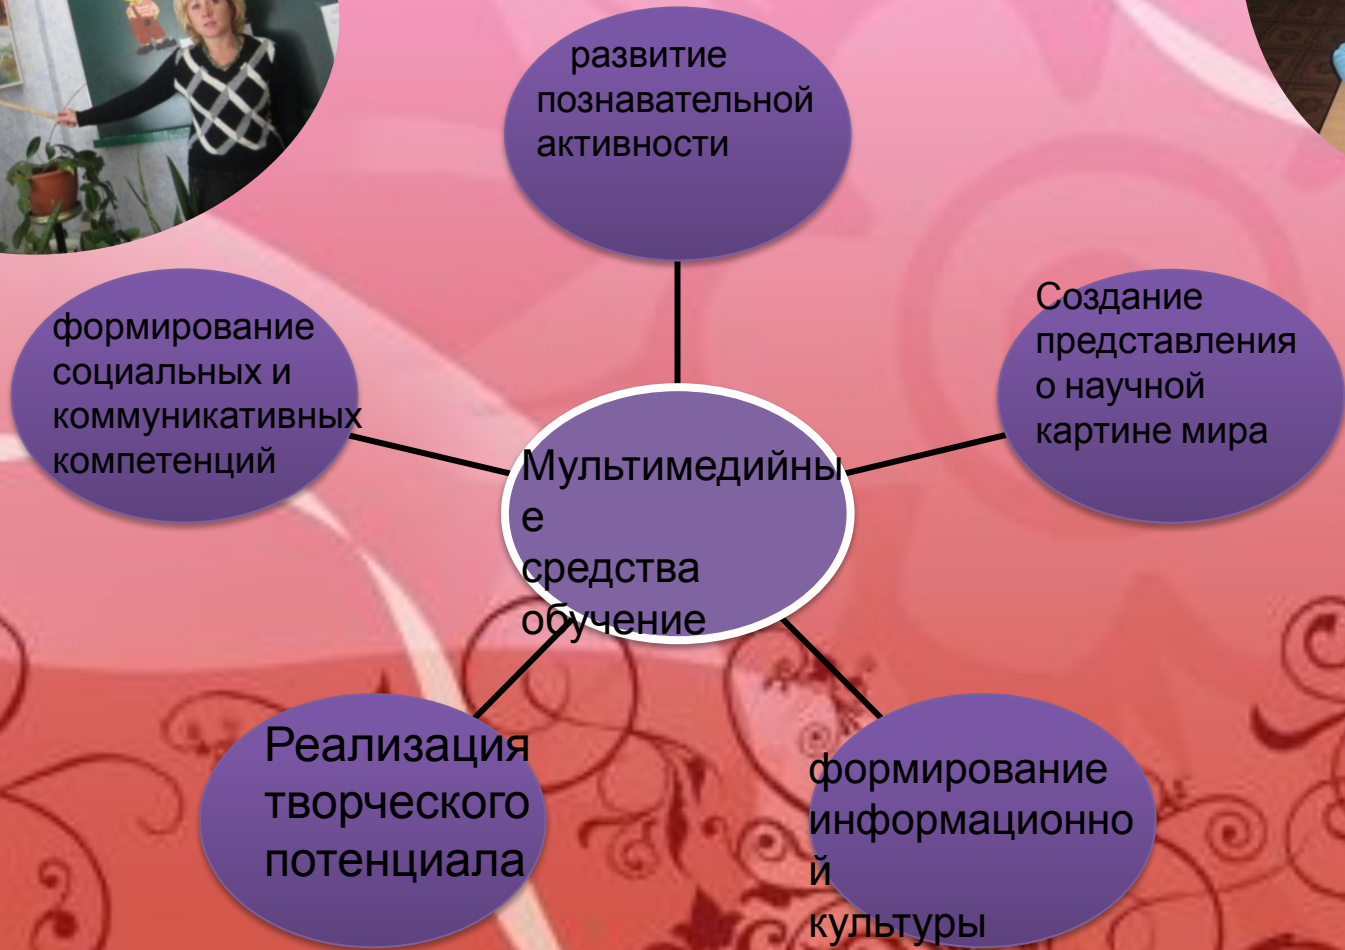 развитие
познавательной
активности
Создание
представления
о научной
картине мира
формирование
социальных и
коммуникативных
компетенций
Мультимедийны
е
средства
обучение
Реализация
творческого
потенциала
формирование
информационно
й
культуры